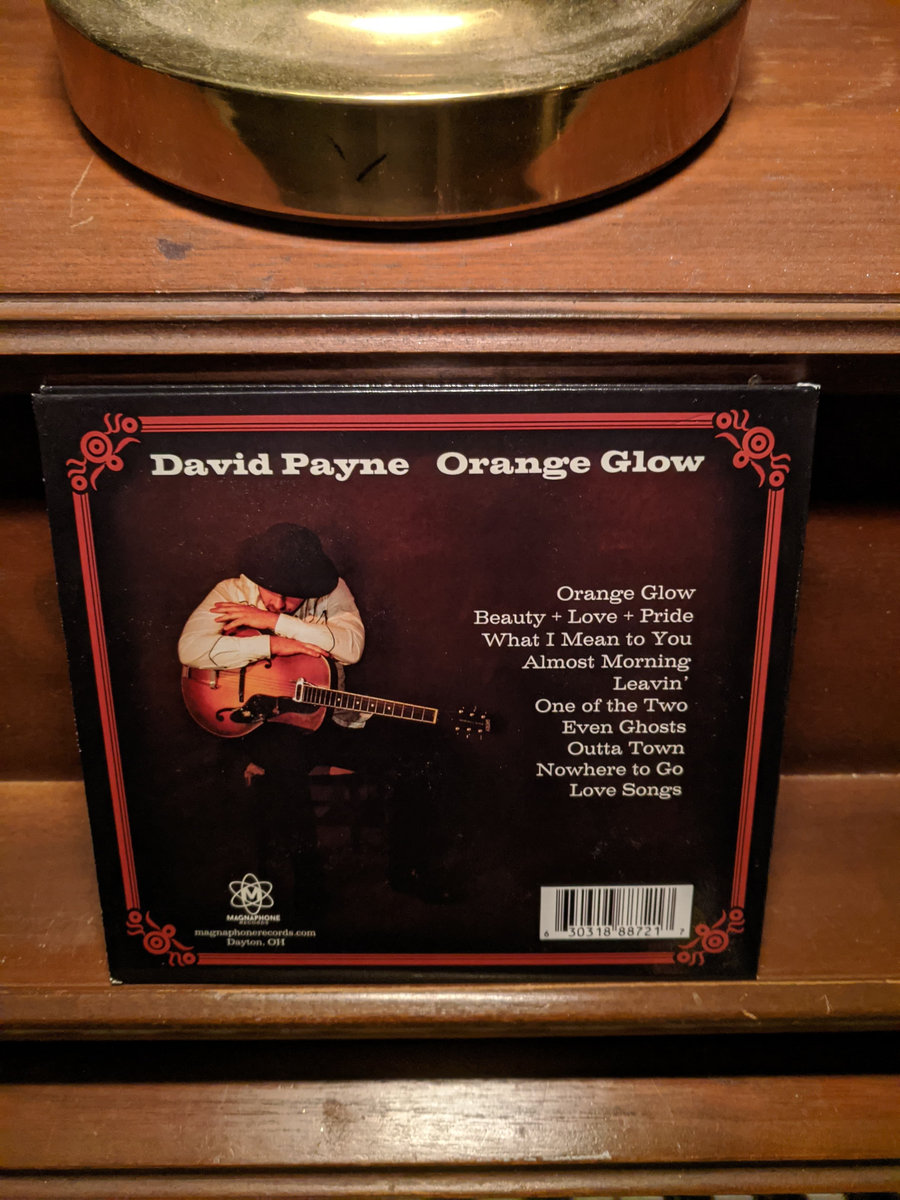 David Payne Orange Glow
Orange Glow
Beauty + Love + Pride
What I Mean to You
Almost Morning
Leavin'
One of the Two
Even Ghosts
Outta Town
Nowhere to Go
Love Songs
M
MAGNAPHONE
RECORDS
magnaphonerecords.com
Dayton, OH
6 30318 88721 7